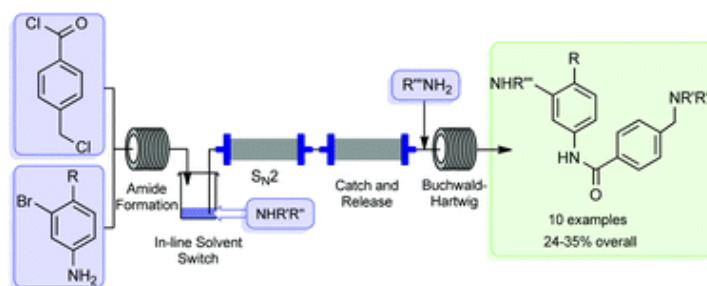 Cl
O
Cl
R
Br
NH₂
Amide
Formation
In-line Solvent
Switch
NHR'R"
S_N2
Catch and
Release
R'"NH₂
Buchwald-
Hartwig
NHR'"
R
NR'R"
HN
O
10 examples
24-35% overall